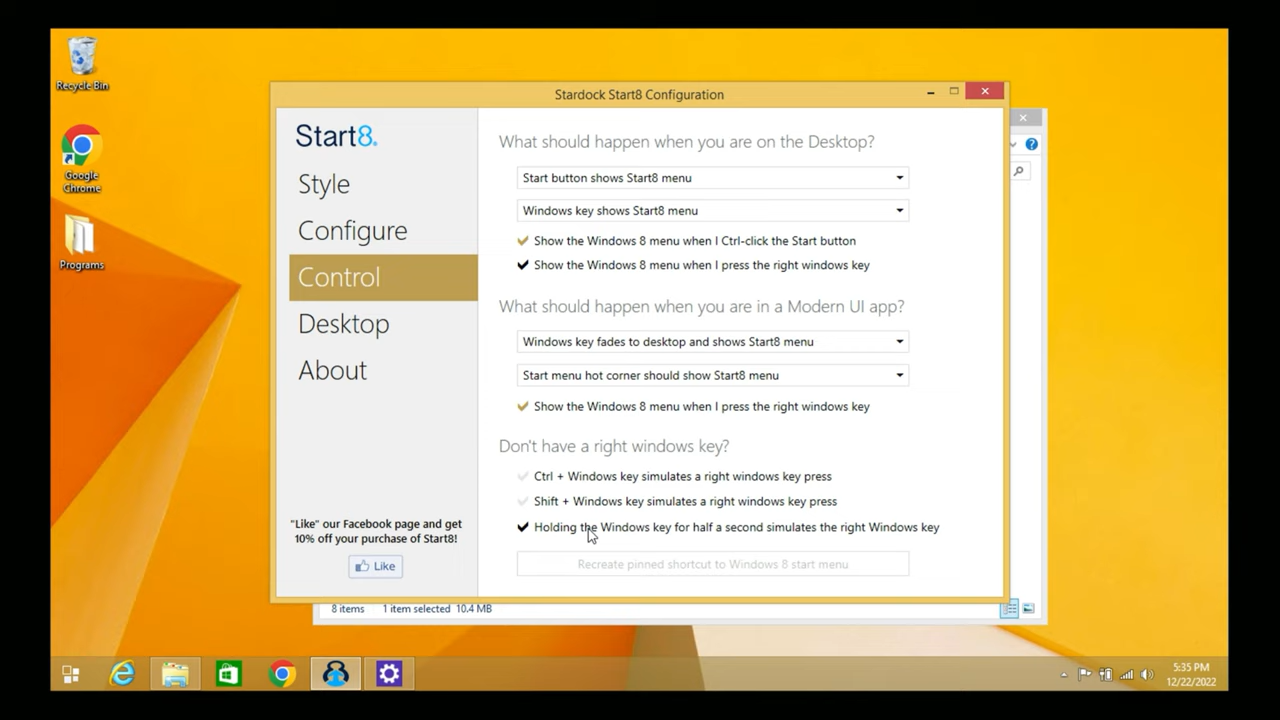 Recycle Bin
Google
Chrome
Programs
Stardock Start8 Configuration
Start8.
Style
Configure
Control
Desktop
About
"Like" our Facebook page and get
10% off your purchase of Start8!
Like
What should happen when you are on the Desktop?
Start button shows Start8 menu
Windows key shows Start8 menu
Show the Windows 8 menu when I Ctrl-click the Start button
Show the Windows 8 menu when I press the right windows key
What should happen when you are in a Modern UI app?
Windows key fades to desktop and shows Start8 menu
Start menu hot corner should show Start8 menu
Show the Windows 8 menu when I press the right windows key
Don't have a right windows key?
Ctrl + Windows key simulates a right windows key press
Shift + Windows key simulates a right windows key press
Holding the Windows key for half a second simulates the right Windows key
Recreate pinned shortcut to Windows 8 start menu
8 items 1 item selected 10.4 MB
5:35 PM
12/22/2022